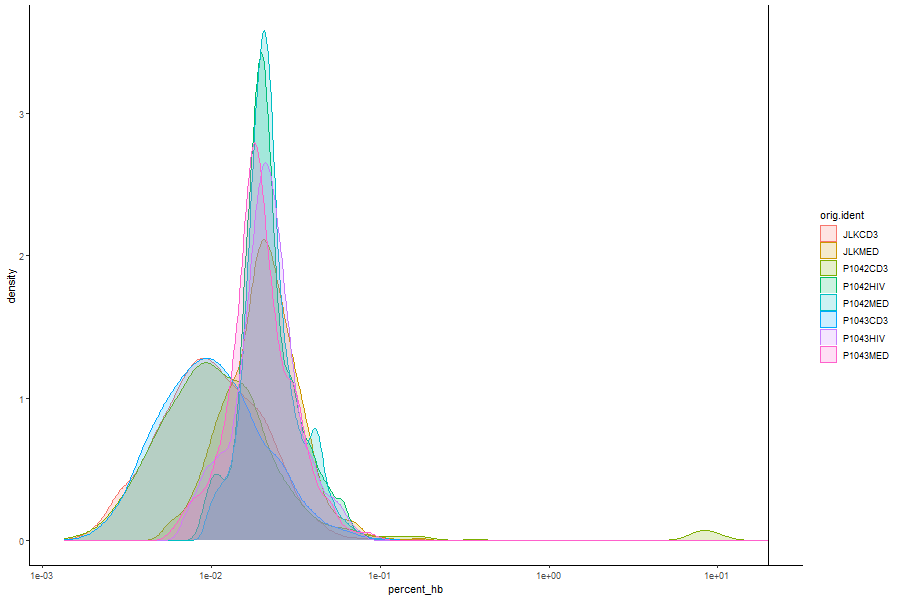 3
2
1
0
density
1e-03
1e-02
1e-01
1e+00
1e+01
percent_hb
orig.ident
JLKCD3
JLKMED
P1042CD3
P1042HIV
P1042MED
P1043CD3
P1043HIV
P1043MED